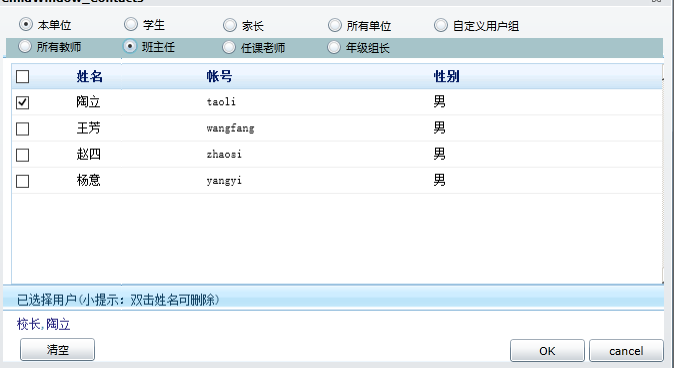 ChildWindow_Contacts
本单位 学生 家长 所有单位 自定义用户组
所有教师 班主任 任课老师 年级组长
姓名 帐号 性别
陶立 taoli 男
王芳 wangfang 男
赵四 zhaosi 男
杨意 yangyi 男
已选择用户(小提示：双击姓名可删除)
校长,陶立
清空 OK cancel